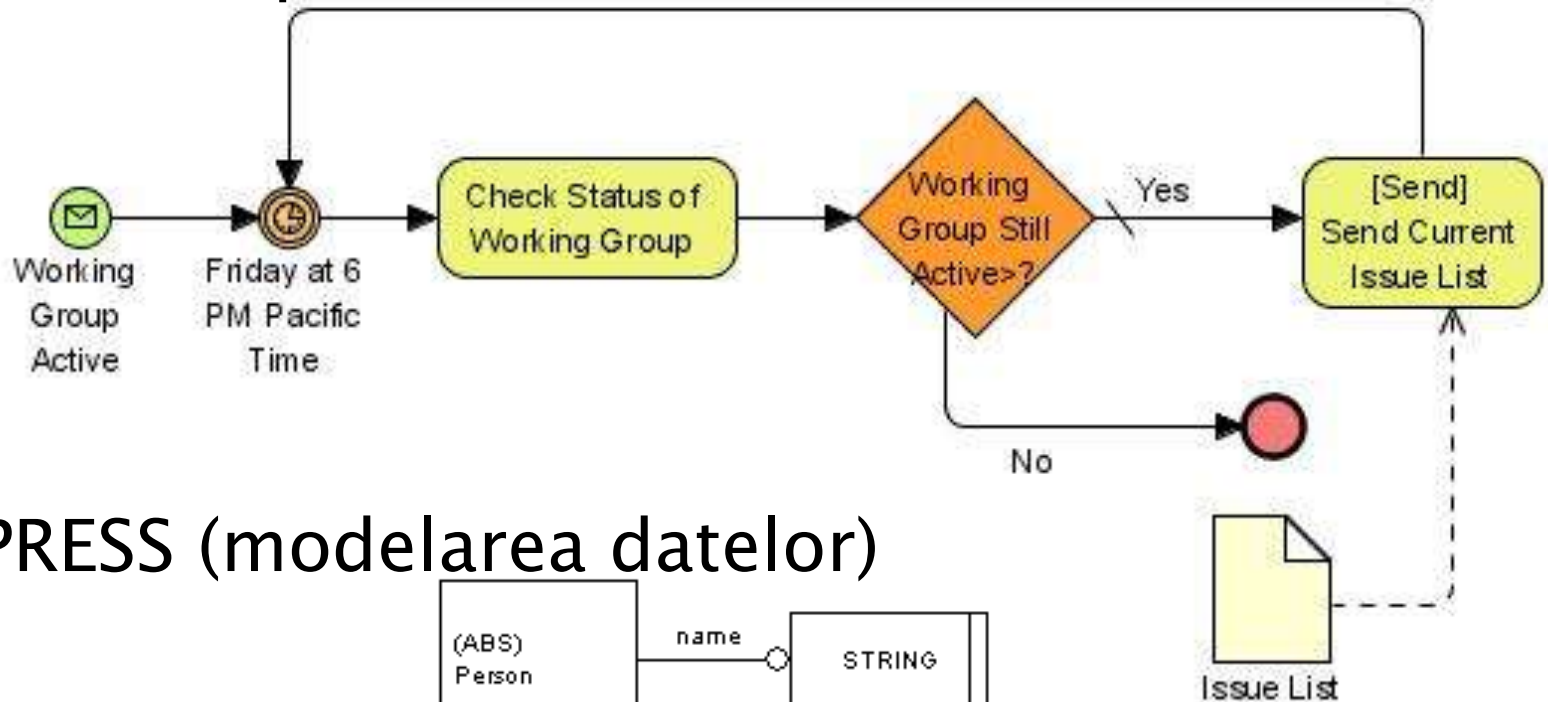 Working
Group
Active
Friday at 6
PM Pacific
Time
Check Status of
Working Group
Working
Group Still
Active>?
Yes
[Send]
Send Current
Issue List
No
Issue List
PRESS (modelarea datelor)
(ABS)
Person
name
STRING